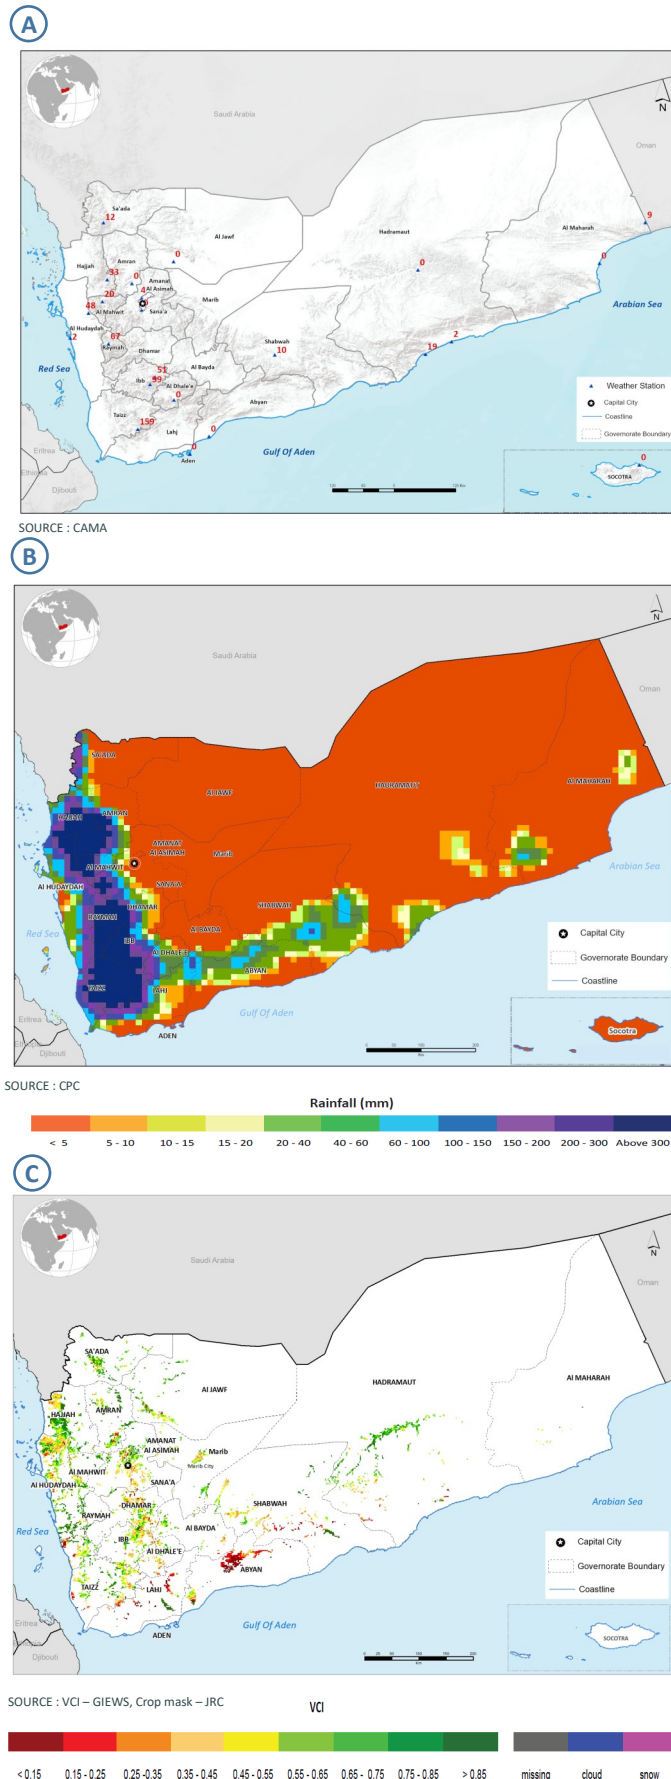 A
N
Saudi Arabia
Oman
Sa'ada
12
Al Jawf
0
9
Hadramaut
Al Maharah
Amran
Hajjah
33
0
Amanat
Al Asimah
4
0
0
20
Al Mahwit
48
Sana'a
Marib
Arabian Sea
Al Hudaydah
2
67
Raymah
Dhamar
Shabwah
10
19
2
Red Sea
51
Ibb
39
Al Bayda
Al Dhale'e
0
Abyan
Taizz
159
Lahj
0
0
Aden
Gulf Of Aden
Eritrea
Ethiopia
Djibouti
Weather Station
Capital City
Coastline
Governorate Boundary
0
SOCOTRA
SOURCE : CAMA
B
N
Saudi Arabia
Oman
SA'ADA
Al JAWF
HADRAMAUT
Al MAHARAH
HAJJAH
AMRAN
AMANAT
Al ASIMAH
Marib
Al MAHWIT
SANA'A
Al HUDAYDAH
DHAMAR
SHABWAH
Arabian Sea
RAYMAH
Al BAYDA
Red Sea
IBB
Al DHALE'E
ABYAN
TAIZZ
LAHJ
ADEN
Gulf Of Aden
Eritrea
Djibouti
Capital City
Governorate Boundary
Coastline
Socotra
SOURCE : CPC
Rainfall (mm)
< 5 5 - 10 10 - 15 15 - 20 20 - 40 40 - 60 60 - 100 100 - 150 150 - 200 200 - 300 Above 300
C
N
Saudi Arabia
Oman
SA'ADA
Al JAWF
HADRAMAUT
Al MAHARAH
HAJJAH
AMRAN
AMANAT
Al ASIMAH
Marib
Marib City
Al MAHWIT
SANA'A
Al HUDAYDAH
DHAMAR
SHABWAH
Arabian Sea
RAYMAH
Al BAYDA
Red Sea
IBB
Al DHALE'E
ABYAN
TAIZZ
LAHJ
ADEN
Gulf Of Aden
Eritrea
Djibouti
Capital City
Governorate Boundary
Coastline
SOCOTRA
SOURCE : VCI – GIEWS, Crop mask – JRC
VCI
< 0.15 0.15 - 0.25 0.25 -0.35 0.35 - 0.45 0.45 - 0.55 0.55 - 0.65 0.65 - 0.75 0.75 - 0.85 > 0.85 missing cloud snow